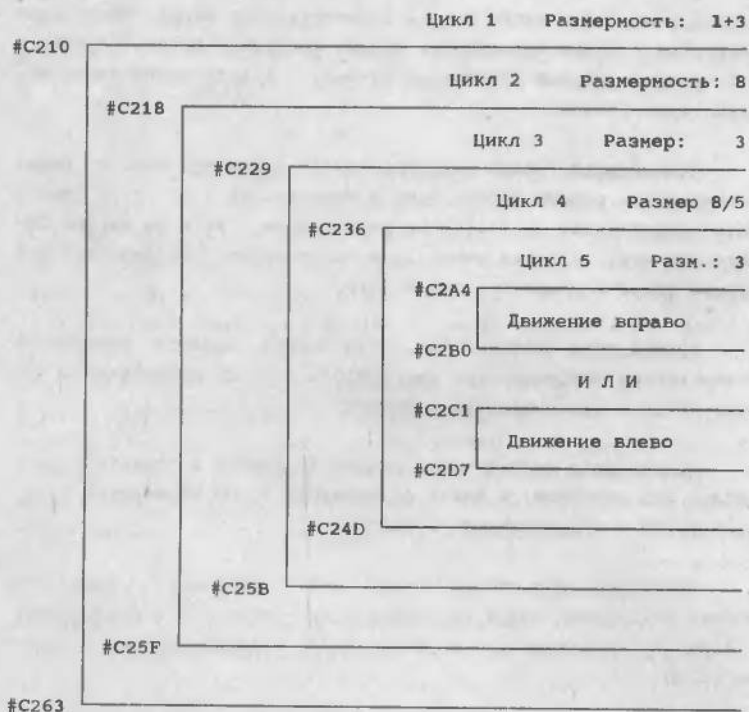 Цикл 1 Размерность: 1+3
#C210
Цикл 2 Размерность: 8
#C218
Цикл 3 Размер: 3
#C229
Цикл 4 Размер 8/5
#C236
Цикл 5 Разм.: 3
#C2A4
Движение вправо
#C2B0
ИЛИ
#C2C1
Движение влево
#C2D7
#C24D
#C25B
#C25F
#C263